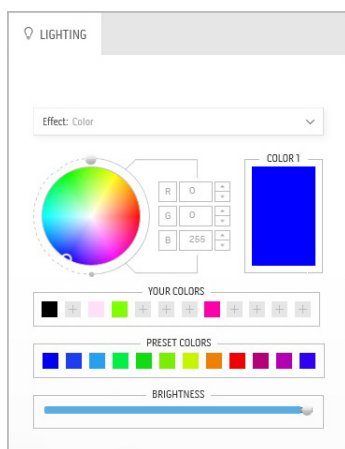 LIGHTING
Effect: Color
COLOR 1
R 0
G 0
B 255
YOUR COLORS
+ + + + + + + +
PRESET COLORS
BRIGHTNESS